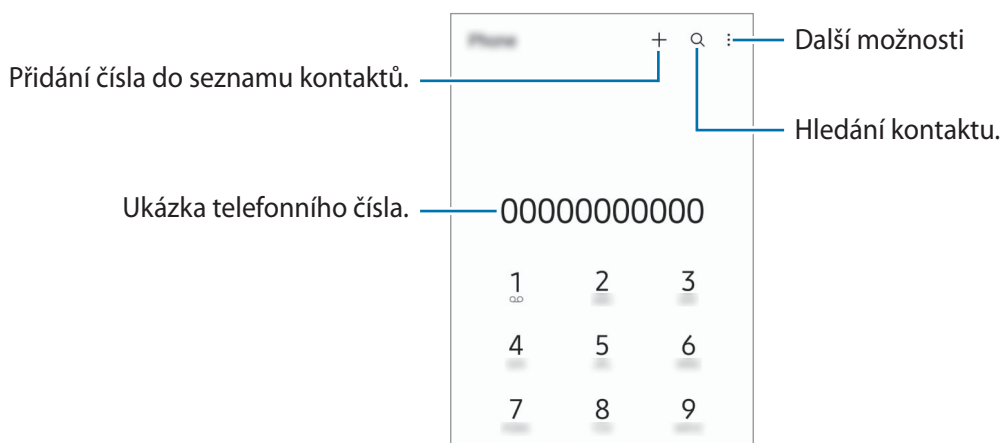 Phone
Další možnosti
Přidání čísla do seznamu kontaktů.
Hledání kontaktu.
Ukázka telefonního čísla.
00000000000
1 2 3
4 5 6
7 8 9